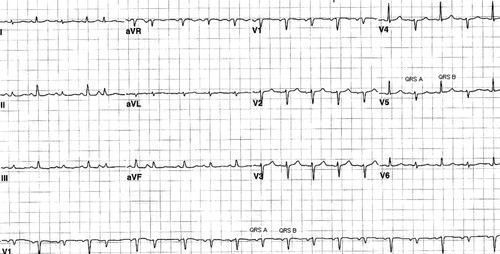 I aVR V1 V4
QRS A QRS B
II aVL V2 V5
III aVF V3 V6
QRS A QRS B
V1